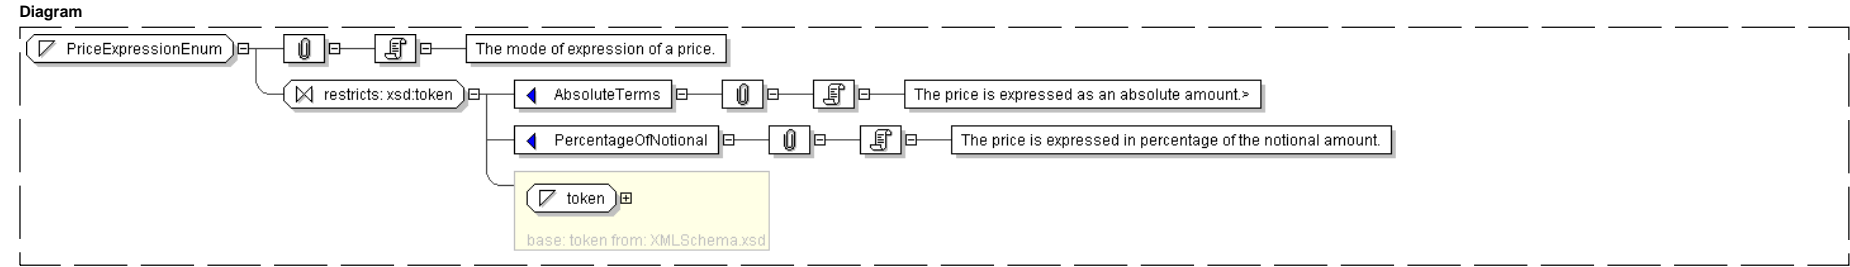 Diagram
PriceExpressionEnum
The mode of expression of a price.
restricts: xsd:token
AbsoluteTerms
The price is expressed as an absolute amount.>
PercentageOfNotional
The price is expressed in percentage of the notional amount.
token
base: token from: XMLSchema.xsd